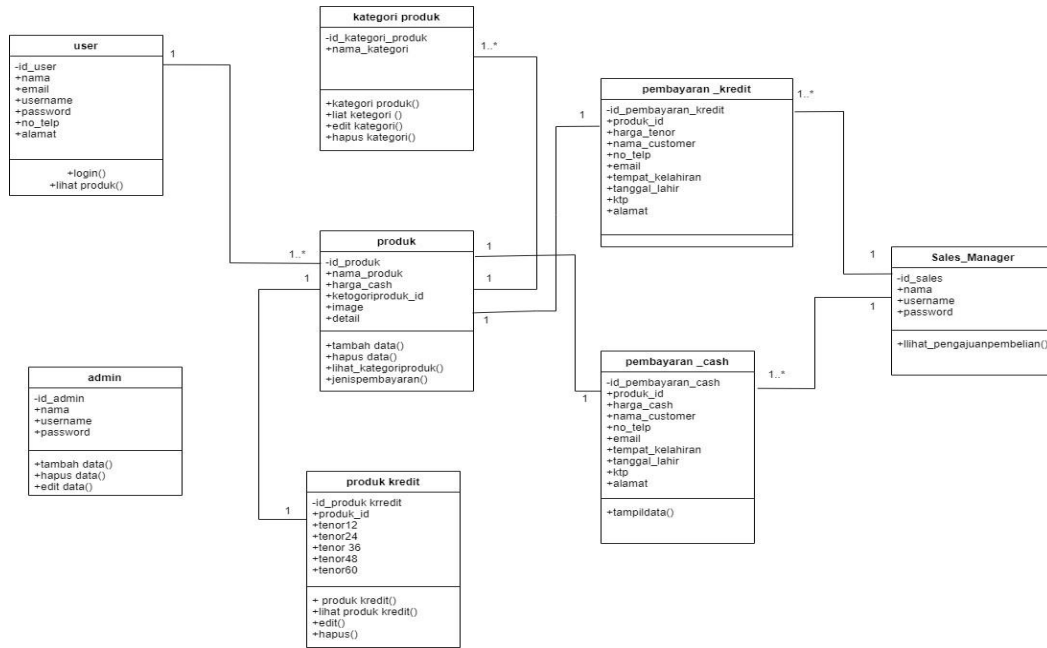 user
-id_user
+nama
+email
+username
+password
+no_telp
+alamat
+login()
+lihat produk()
1
1..*
kategori produk
-id_kategori_produk
+nama_kategori
+kategori produk()
+liat ketegori ()
+edit kategori()
+hapus kategori()
1..*
produk
-id_produk
+nama_produk
+harga_cash
+ketogoriproduk_id
+image
+detail
+tambah data()
+hapus data()
+lihat_kategoriproduk()
+jenispembayaran()
1
1
1
1
admin
-id_admin
+nama
+username
+password
+tambah data()
+hapus data()
+edit data()
produk kredit
-id_produk krredit
+produk_id
+tenor12
+tenor24
+tenor 36
+tenor48
+tenor60
+ produk kredit()
+lihat produk kredit()
+edit()
+hapus()
1
pembayaran _kredit
-id_pembayaran_kredit
+produk_id
+harga_tenor
+nama_customer
+no_telp
+email
+tempat_kelahiran
+tanggal_lahir
+ktp
+alamat
1
1..*
pembayaran _cash
-id_pembayaran_cash
+produk_id
+harga_cash
+nama_customer
+no_telp
+email
+tempat_kelahiran
+tanggal_lahir
+ktp
+alamat
+tampildata()
1
1..*
Sales_Manager
-id_sales
+nama
+username
+password
+llihat_pengajuanpembelian()
1
1